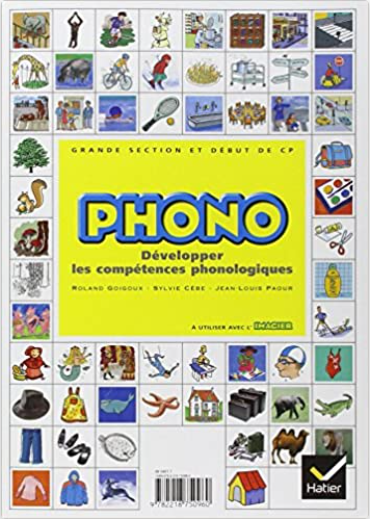 GRANDE SECTION ET DÉBUT DE CP
PHONO
Développer
les compétences phonologiques
ROLAND GOIGOUX - SYLVIE CÈBE - JEAN-LOUIS PAOUR
A UTILISER AVEC L'IMAGIER
9782218750960
Hatier